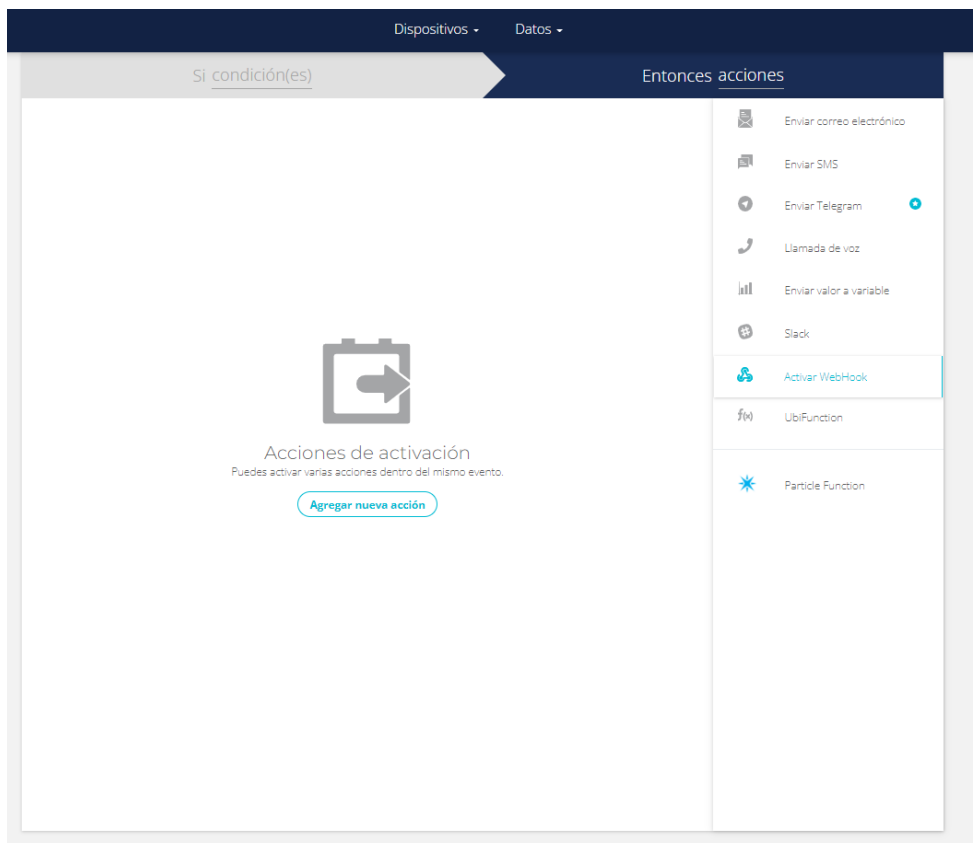 Dispositivos Datos
Si condición(es) Entonces acciones
Enviar correo electrónico
Enviar SMS
Enviar Telegram
Llamada de voz
Enviar valor a variable
Slack
Activar WebHook
f(x) UbiFunction
Particle Function
Acciones de activación
Puedes activar varias acciones dentro del mismo evento.
Agregar nueva acción